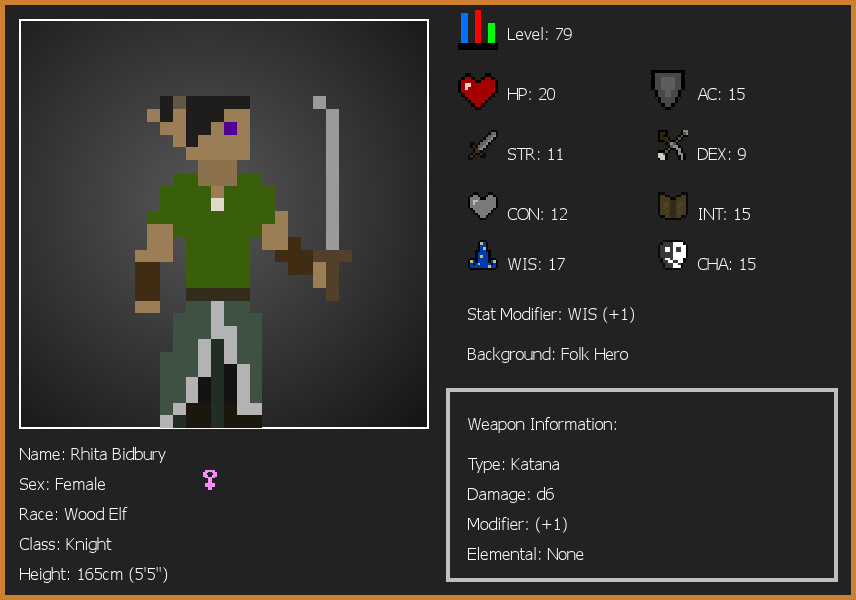 Level: 79
HP: 20
AC: 15
STR: 11
DEX: 9
CON: 12
INT: 15
WIS: 17
CHA: 15
Stat Modifier: WIS (+1)
Background: Folk Hero
Weapon Information:
Type: Katana
Damage: d6
Modifier: (+1)
Elemental: None
Name: Rhita Bidbury
Sex: Female
Race: Wood Elf
Class: Knight
Height: 165cm (5'5")